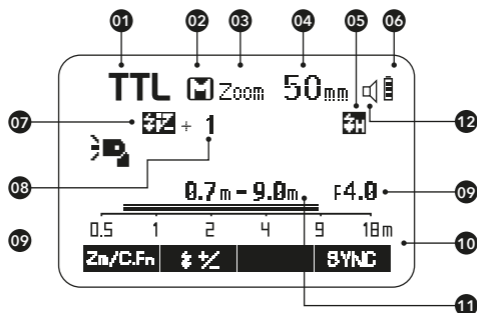 01 02 03 04 05 06
TTL M Zoom 50mm
07 + 1 H 12
08
0.7m - 9.0m F4.0 09
09 0.5 1 2 4 9 18m 10
Zm/C.Fn +/- SYNC
11